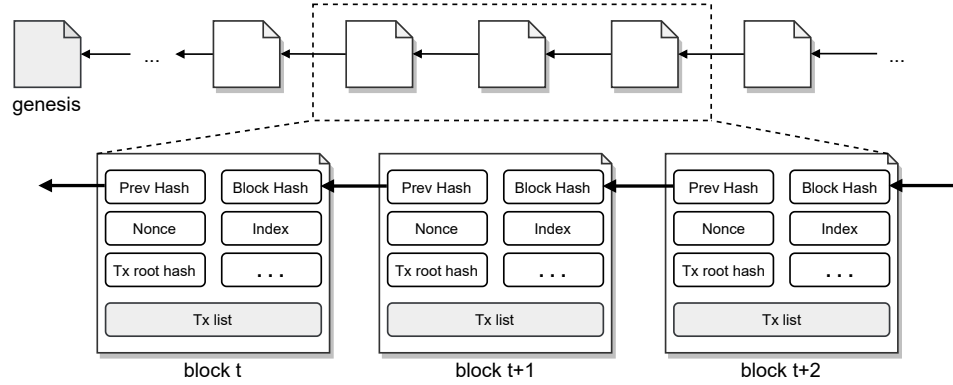 ... ...
genesis
Prev Hash Block Hash Prev Hash Block Hash Prev Hash Block Hash
Nonce Index Nonce Index Nonce Index
Tx root hash ... Tx root hash ... Tx root hash ...
Tx list Tx list Tx list
block t block t+1 block t+2